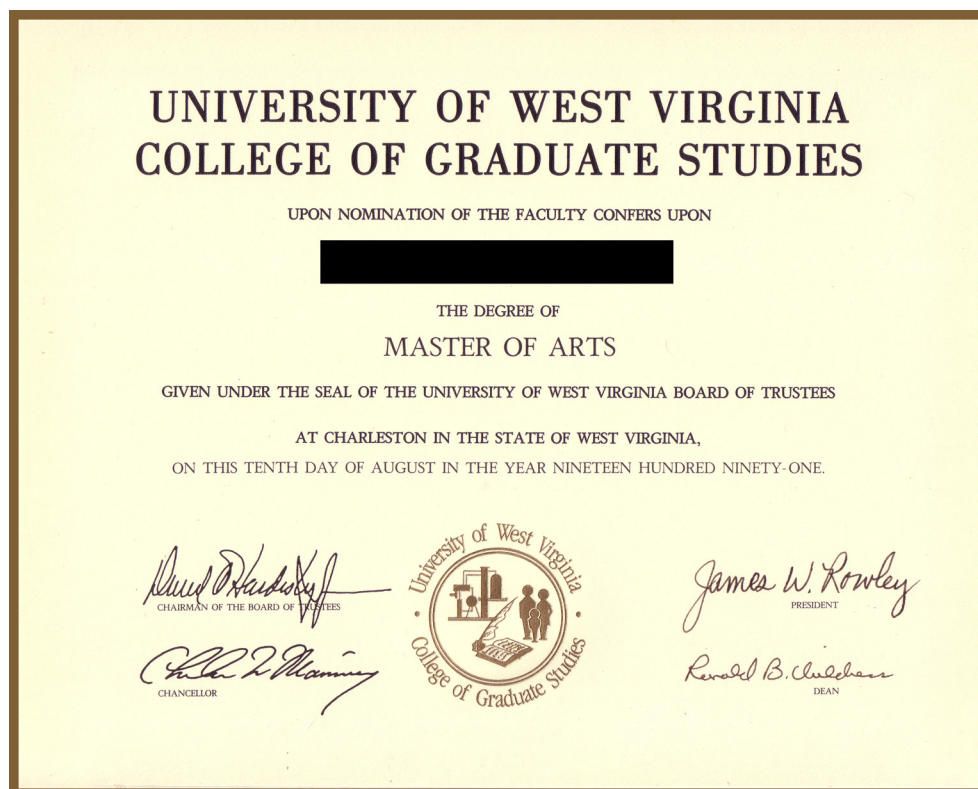 UNIVERSITY OF WEST VIRGINIA
COLLEGE OF GRADUATE STUDIES
UPON NOMINATION OF THE FACULTY CONFERS UPON
THE DEGREE OF
MASTER OF ARTS
GIVEN UNDER THE SEAL OF THE UNIVERSITY OF WEST VIRGINIA BOARD OF TRUSTEES
AT CHARLESTON IN THE STATE OF WEST VIRGINIA,
ON THIS TENTH DAY OF AUGUST IN THE YEAR NINETEEN HUNDRED NINETY-ONE.
CHAIRMAN OF THE BOARD OF TRUSTEES
James W. Rowley
PRESIDENT
University of West Virginia
College of Graduate Studies
CHANCELLOR
Ronald B. Childress
DEAN